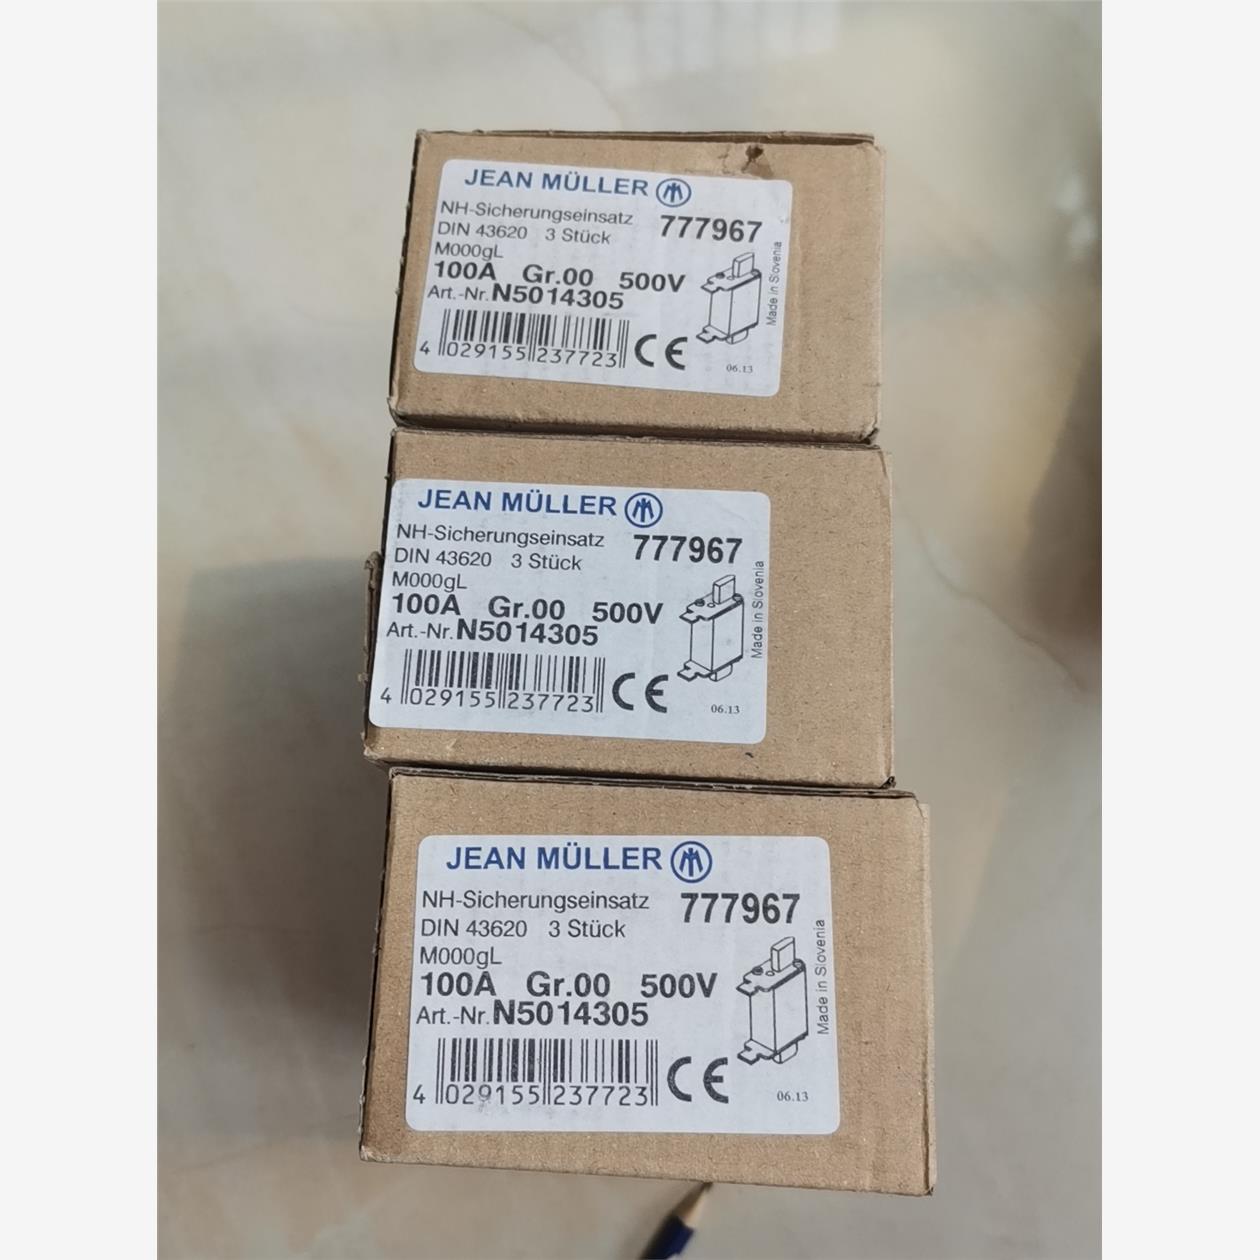 JEAN MÜLLER
NH-Sicherungseinsatz 777967
DIN 43620 3 Stück
M000gL
100A Gr.00 500V
Art.-Nr. N5014305
Made in Slovenia
4 029155 237723 CE
06.13
JEAN MÜLLER
NH-Sicherungseinsatz 777967
DIN 43620 3 Stück
M000gL
100A Gr.00 500V
Art.-Nr. N5014305
Made in Slovenia
4 029155 237723 CE
06.13
JEAN MÜLLER
NH-Sicherungseinsatz 777967
DIN 43620 3 Stück
M000gL
100A Gr.00 500V
Art.-Nr. N5014305
Made in Slovenia
4 029155 237723 CE
06.13